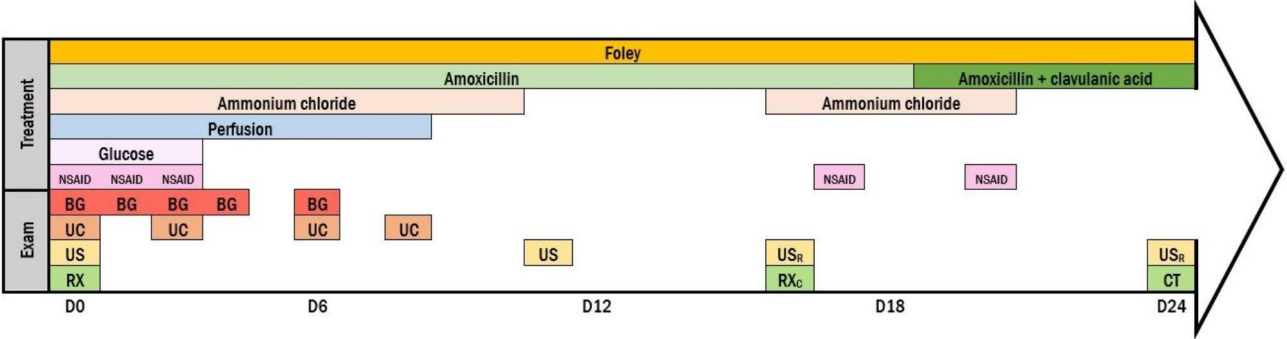 Treatment
Foley
Amoxicillin Amoxicillin + clavulanic acid
Ammonium chloride Ammonium chloride
Perfusion
Glucose
NSAID NSAID NSAID NSAID NSAID
Exam
BG BG BG BG BG
UC UC UC UC
US US USR USR
RX RXC CT
D0 D6 D12 D18 D24